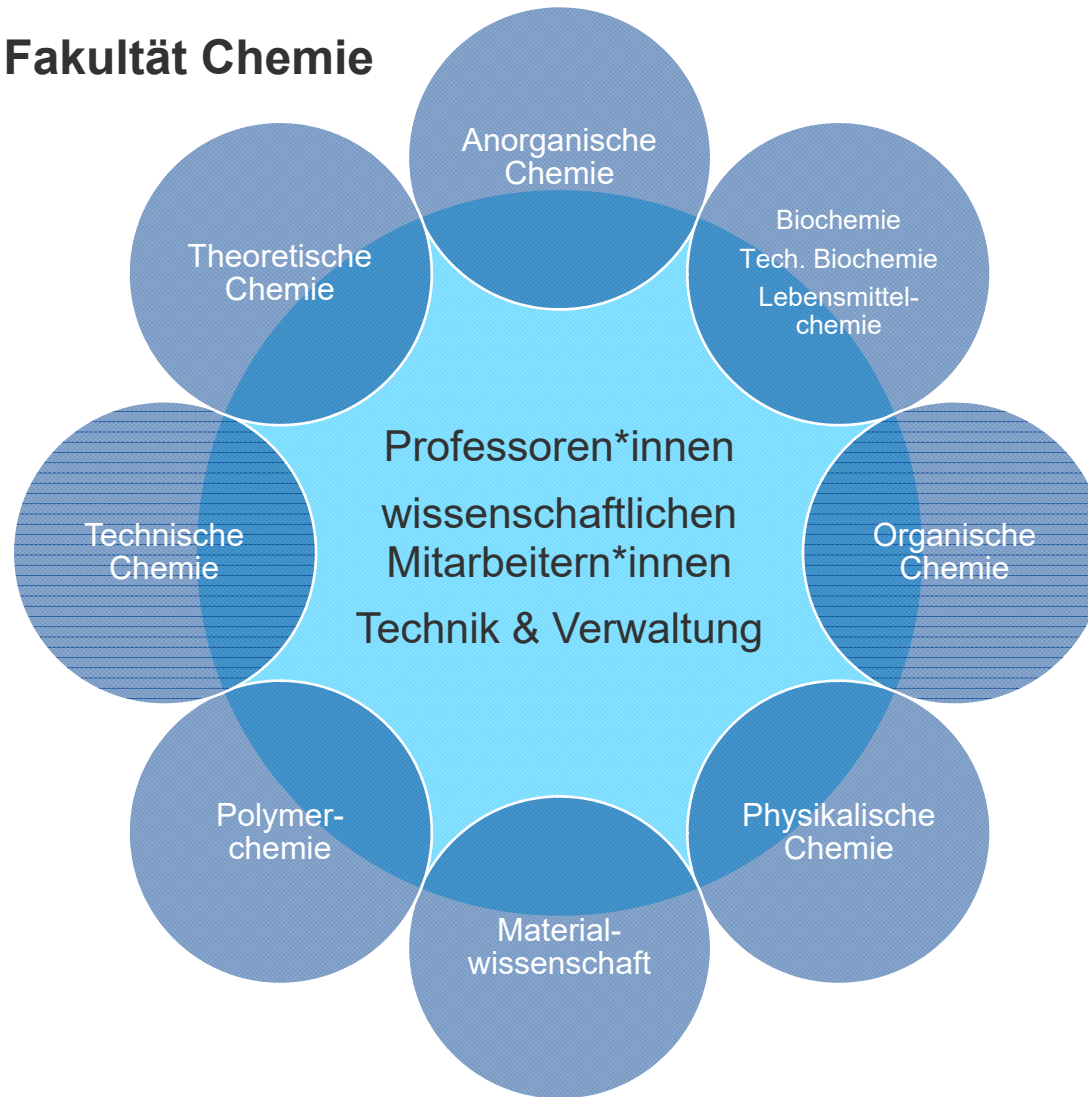 Fakultät Chemie
Anorganische
Chemie
Biochemie
Tech. Biochemie
Lebensmittel-
chemie
Organische
Chemie
Physikalische
Chemie
Material-
wissenschaft
Polymer-
chemie
Technische
Chemie
Theoretische
Chemie
Professoren*innen
wissenschaftlichen
Mitarbeitern*innen
Technik & Verwaltung